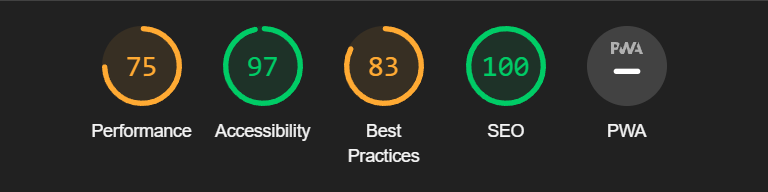 75
97
83
100
PWA
Performance
Accessibility
Best
Practices
SEO
PWA